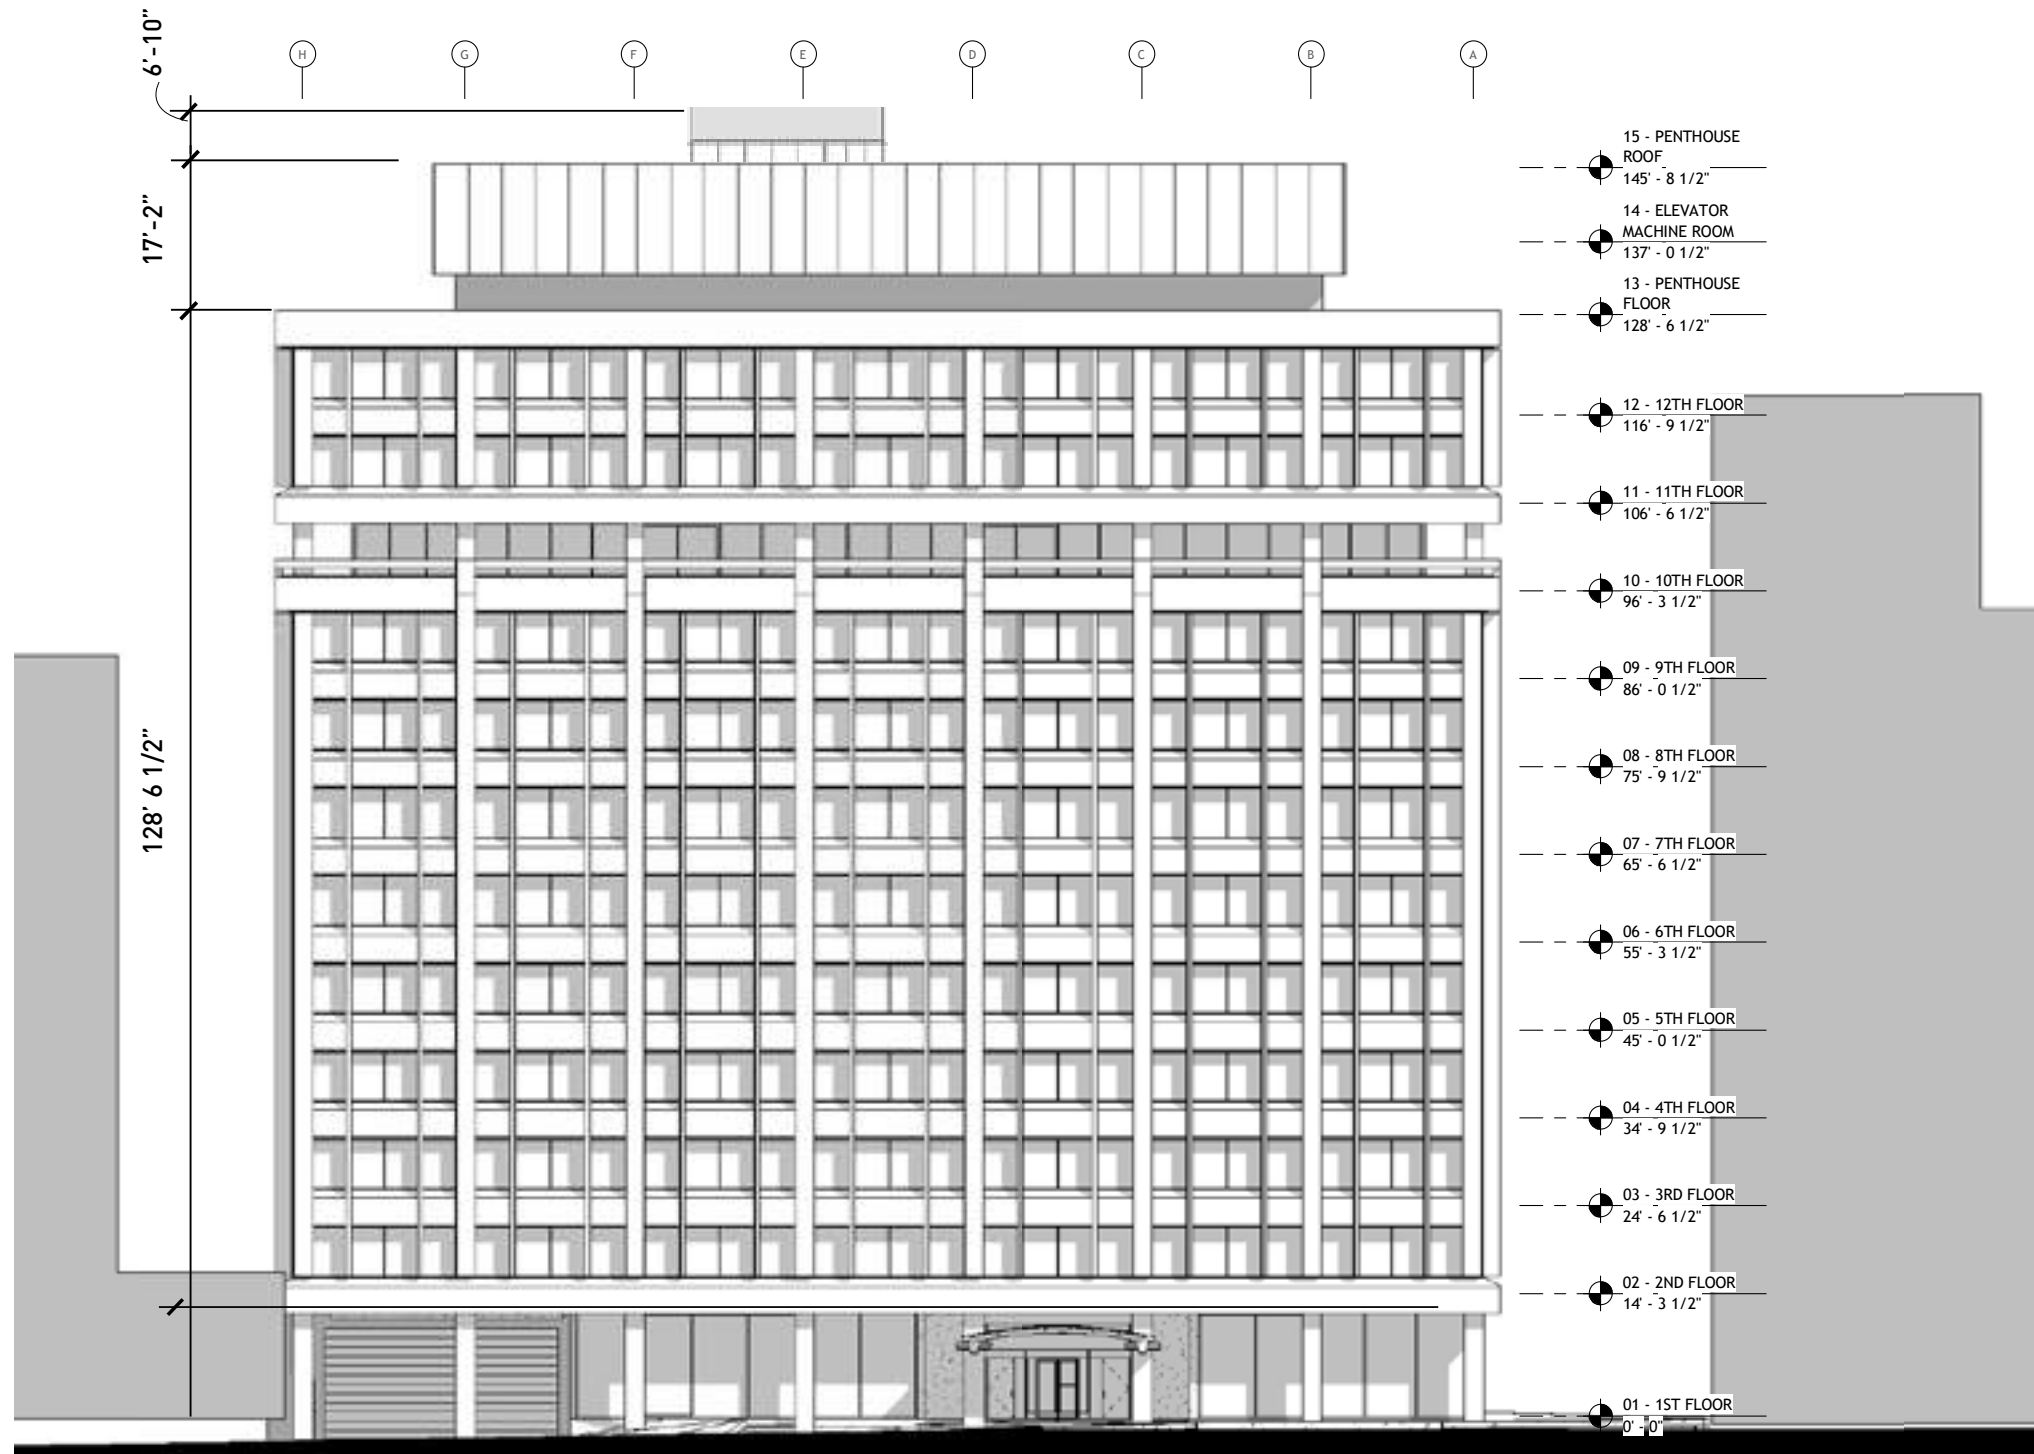 6'-10"
H G F E D C B A
17'-2"
128' 6 1/2"
15 - PENTHOUSE
ROOF
145' - 8 1/2"
14 - ELEVATOR
MACHINE ROOM
137' - 0 1/2"
13 - PENTHOUSE
FLOOR
128' - 6 1/2"
12 - 12TH FLOOR
116' - 9 1/2"
11 - 11TH FLOOR
106' - 6 1/2"
10 - 10TH FLOOR
96' - 3 1/2"
09 - 9TH FLOOR
86' - 0 1/2"
08 - 8TH FLOOR
75' - 9 1/2"
07 - 7TH FLOOR
65' - 6 1/2"
06 - 6TH FLOOR
55' - 3 1/2"
05 - 5TH FLOOR
45' - 0 1/2"
04 - 4TH FLOOR
34' - 9 1/2"
03 - 3RD FLOOR
24' - 6 1/2"
02 - 2ND FLOOR
14' - 3 1/2"
01 - 1ST FLOOR
0' - 0"